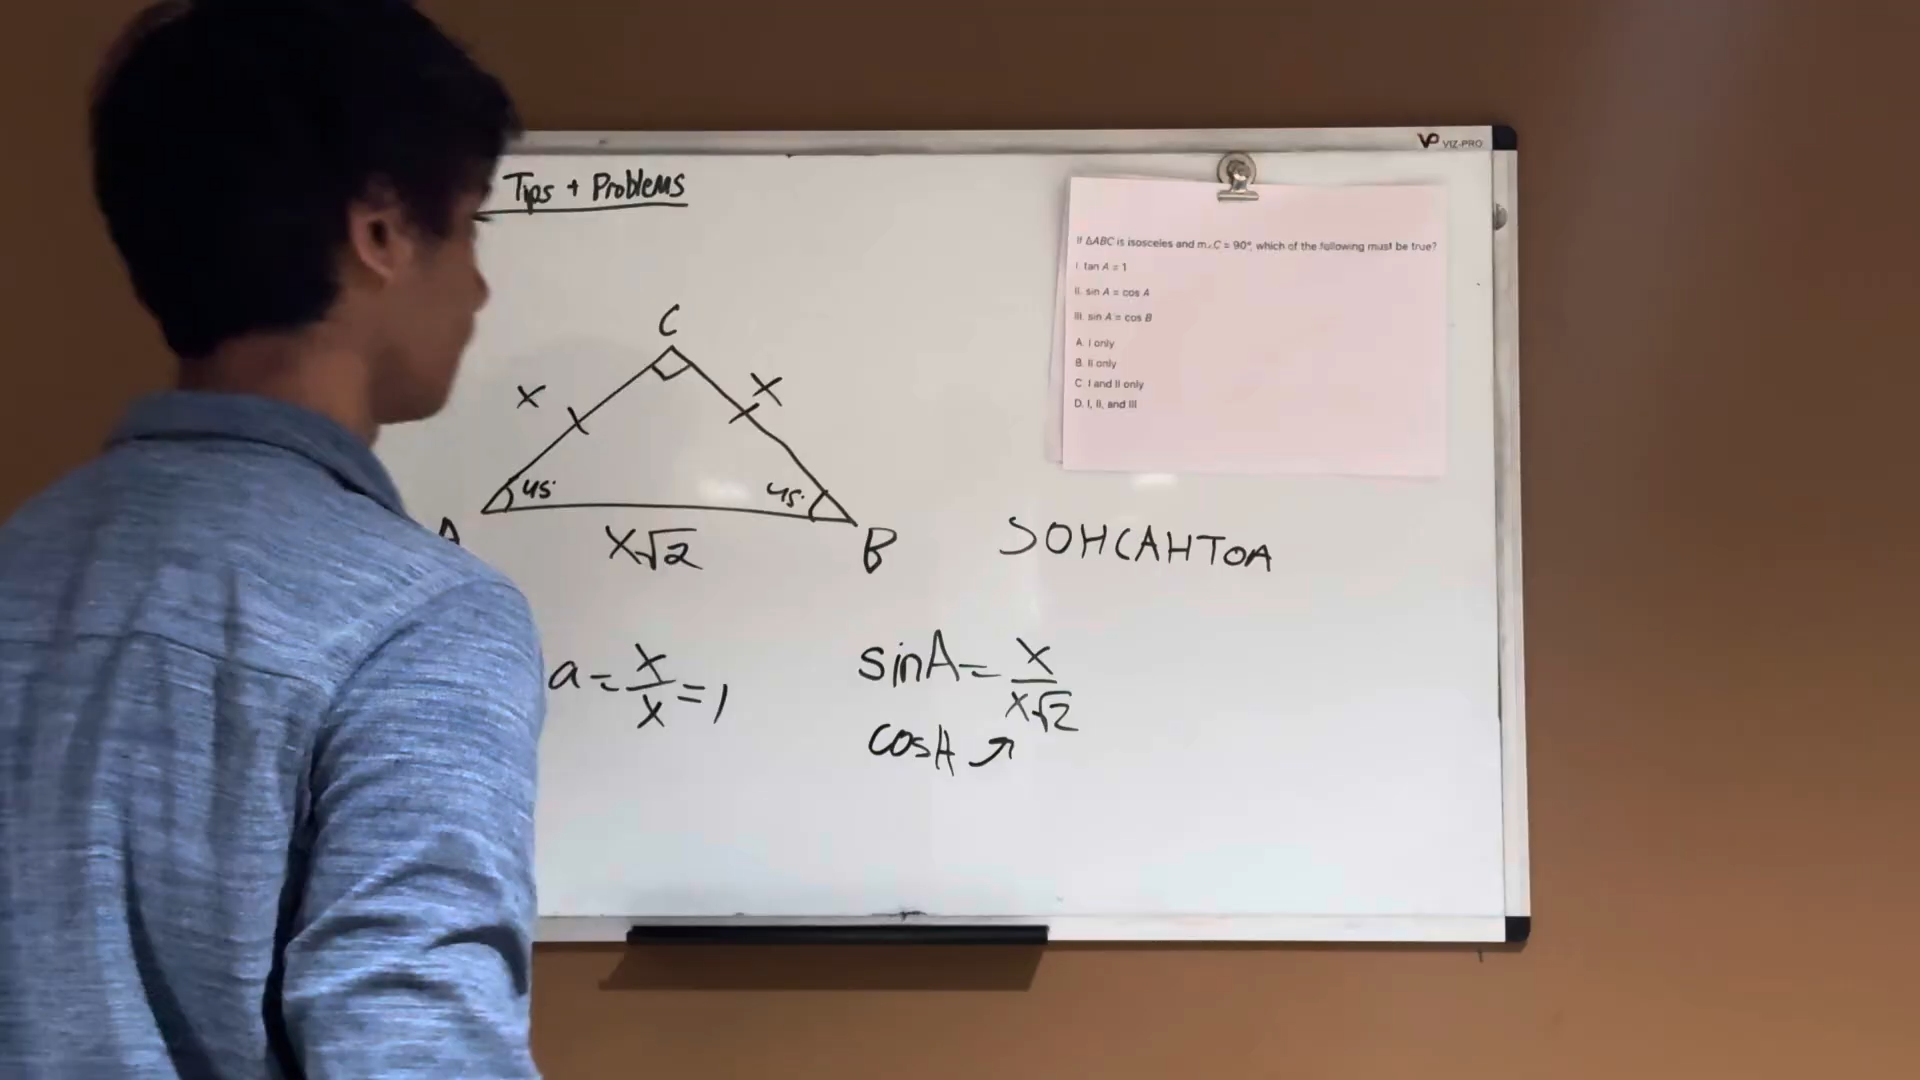 VP VIZ-PRO
Tips + Problems
If ΔABC is isosceles and m∠C = 90°, which of the following must be true?
I. tan A = 1
II. sin A = cos A
III. sin A = cos B
A. I only
B. II only
C. I and II only
D. I, II, and III
C
x
x
45°
45°
A
x√2
B
SOHCAHTOA
a = x/x = 1
sinA = x/x√2
cosA ↗